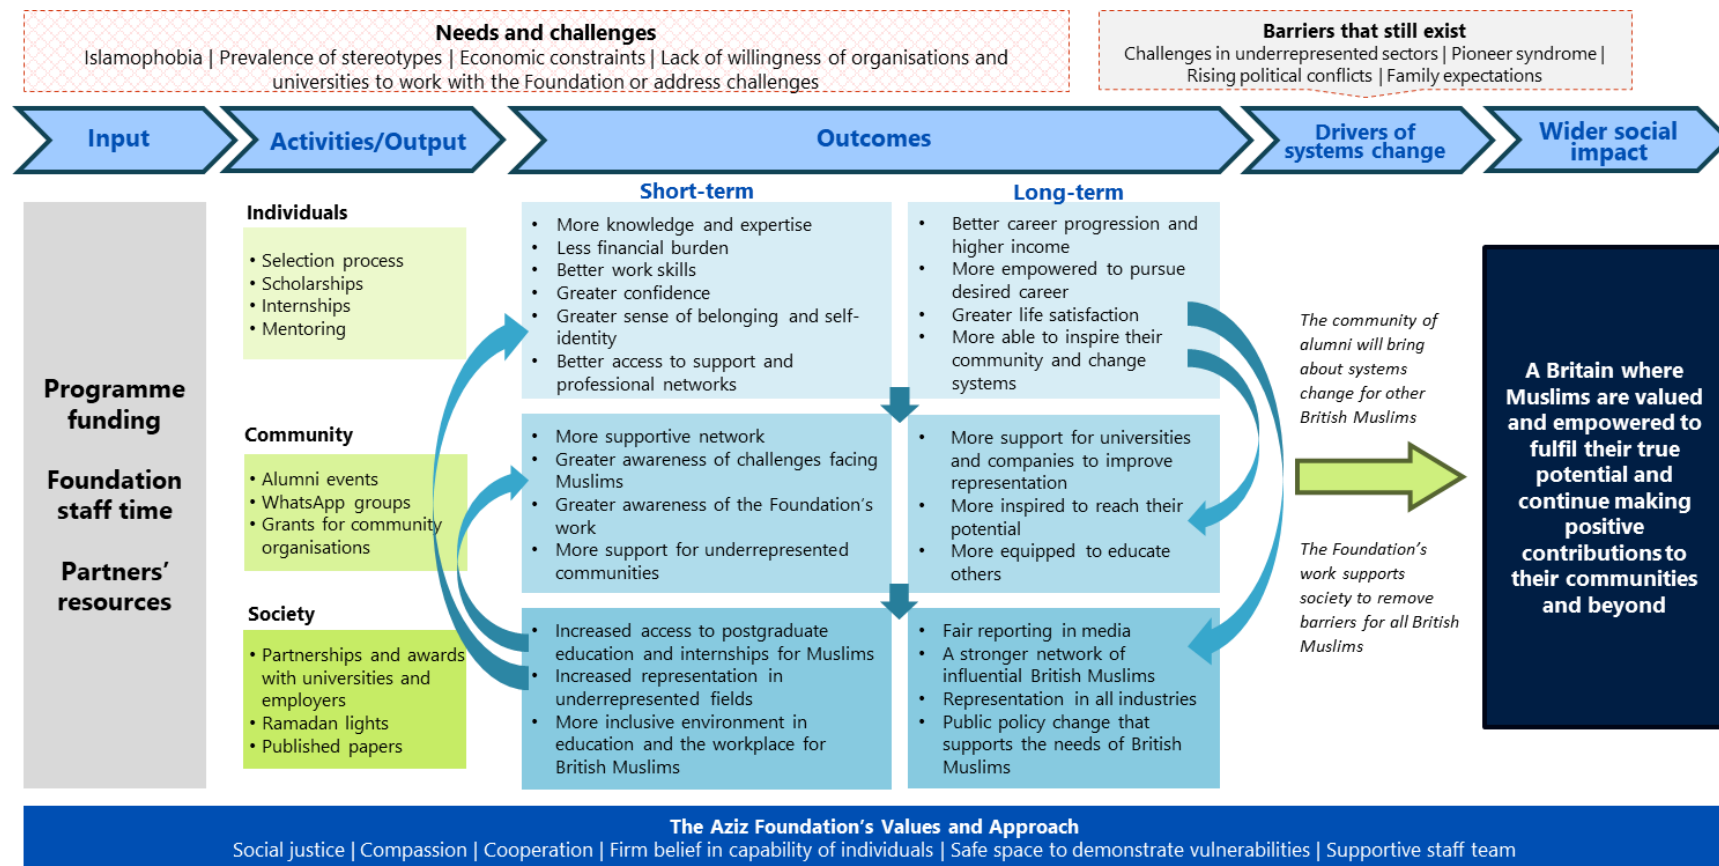 Needs and challenges
Islamophobia | Prevalence of stereotypes | Economic constraints | Lack of willingness of organisations and
universities to work with the Foundation or address challenges
Barriers that still exist
Challenges in underrepresented sectors | Pioneer syndrome |
Rising political conflicts | Family expectations
Input
Activities/Output
Outcomes
Drivers of
systems change
Wider social
impact
Programme
funding
Foundation
staff time
Partners'
resources
Individuals
• Selection process
• Scholarships
• Internships
• Mentoring
Community
• Alumni events
• WhatsApp groups
• Grants for community
organisations
Society
• Partnerships and awards
with universities and
employers
• Ramadan lights
• Published papers
Short-term
• More knowledge and expertise
• Less financial burden
• Better work skills
• Greater confidence
• Greater sense of belonging and self-
identity
• Better access to support and
professional networks
• More supportive network
• Greater awareness of challenges facing
Muslims
• Greater awareness of the Foundation's
work
• More support for underrepresented
communities
• Increased access to postgraduate
education and internships for Muslims
• Increased representation in
underrepresented fields
• More inclusive environment in
education and the workplace for
British Muslims
Long-term
• Better career progression and
higher income
• More empowered to pursue
desired career
• Greater life satisfaction
• More able to inspire their
community and change
systems
• More support for universities
and companies to improve
representation
• More inspired to reach their
potential
• More equipped to educate
others
• Fair reporting in media
• A stronger network of
influential British Muslims
• Representation in all industries
• Public policy change that
supports the needs of British
Muslims
The community of
alumni will bring
about systems
change for other
British Muslims
The Foundation's
work supports
society to remove
barriers for all British
Muslims
A Britain where
Muslims are valued
and empowered to
fulfil their true
potential and
continue making
positive
contributions to
their communities
and beyond
The Aziz Foundation's Values and Approach
Social justice | Compassion | Cooperation | Firm belief in capability of individuals | Safe space to demonstrate vulnerabilities | Supportive staff team